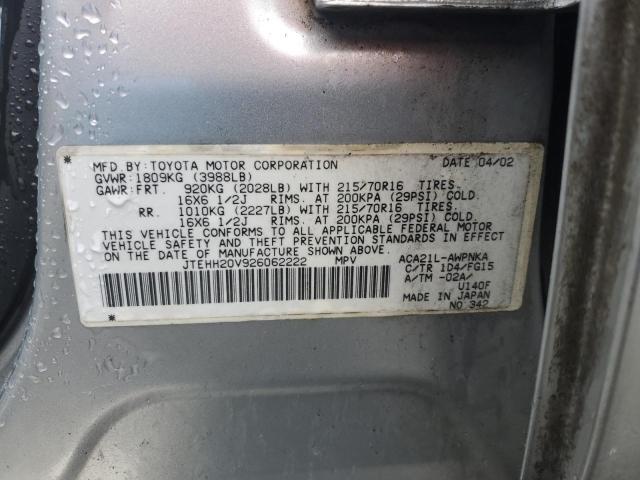 MFD. BY: TOYOTA MOTOR CORPORATION DATE 04/02
GVWR: 1809KG (3988LB)
GAWR: FRT. 920KG (2028LB) WITH 215/70R16 TIRES.
16X6 1/2J RIMS. AT 200KPA (29PSI) COLD.
RR. 1010KG (2227LB) WITH 215/70R16 TIRES.
16X6 1/2J RIMS. AT 200KPA (29PSI) COLD.
THIS VEHICLE CONFORMS TO ALL APPLICABLE FEDERAL MOTOR
VEHICLE SAFETY AND THEFT PREVENTION STANDARDS IN EFFECT
ON THE DATE OF MANUFACTURE SHOWN ABOVE.
JTEHH20V926062222 MPV ACA21L-AWPNKA
C/TR 1D4/FG15
A/TM -02A/
U140F
MADE IN JAPAN
NO 342